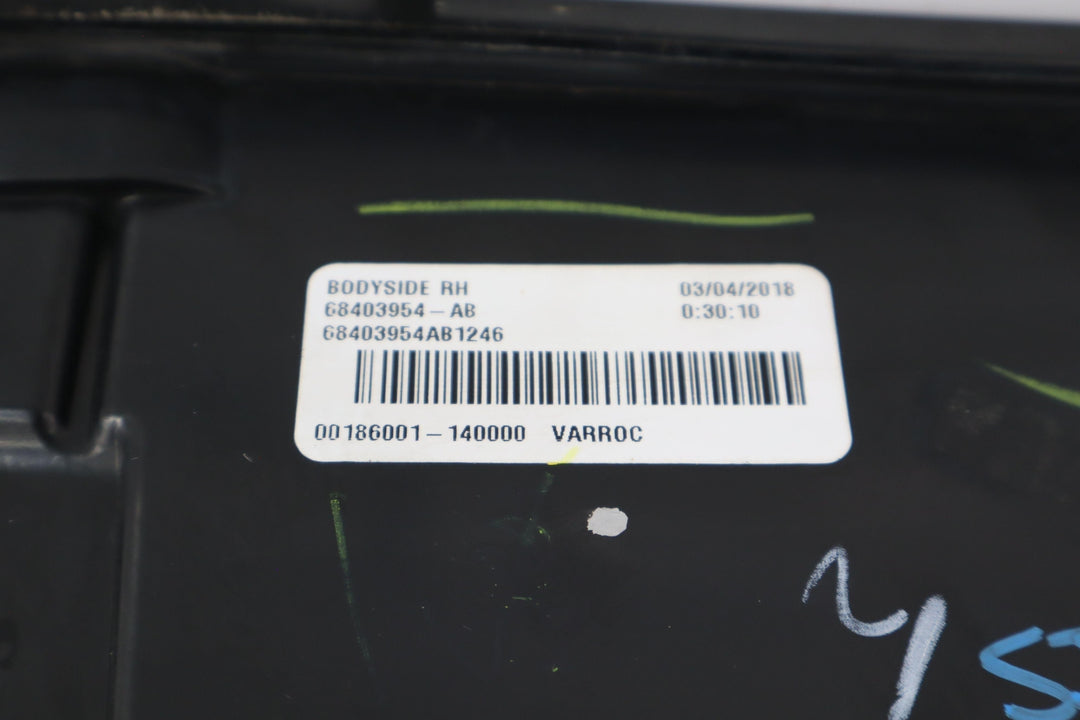 BODYSIDE RH 03/04/2018
68403954-AB 0:30:10
68403954AB1246
00186001-140000 VARROC